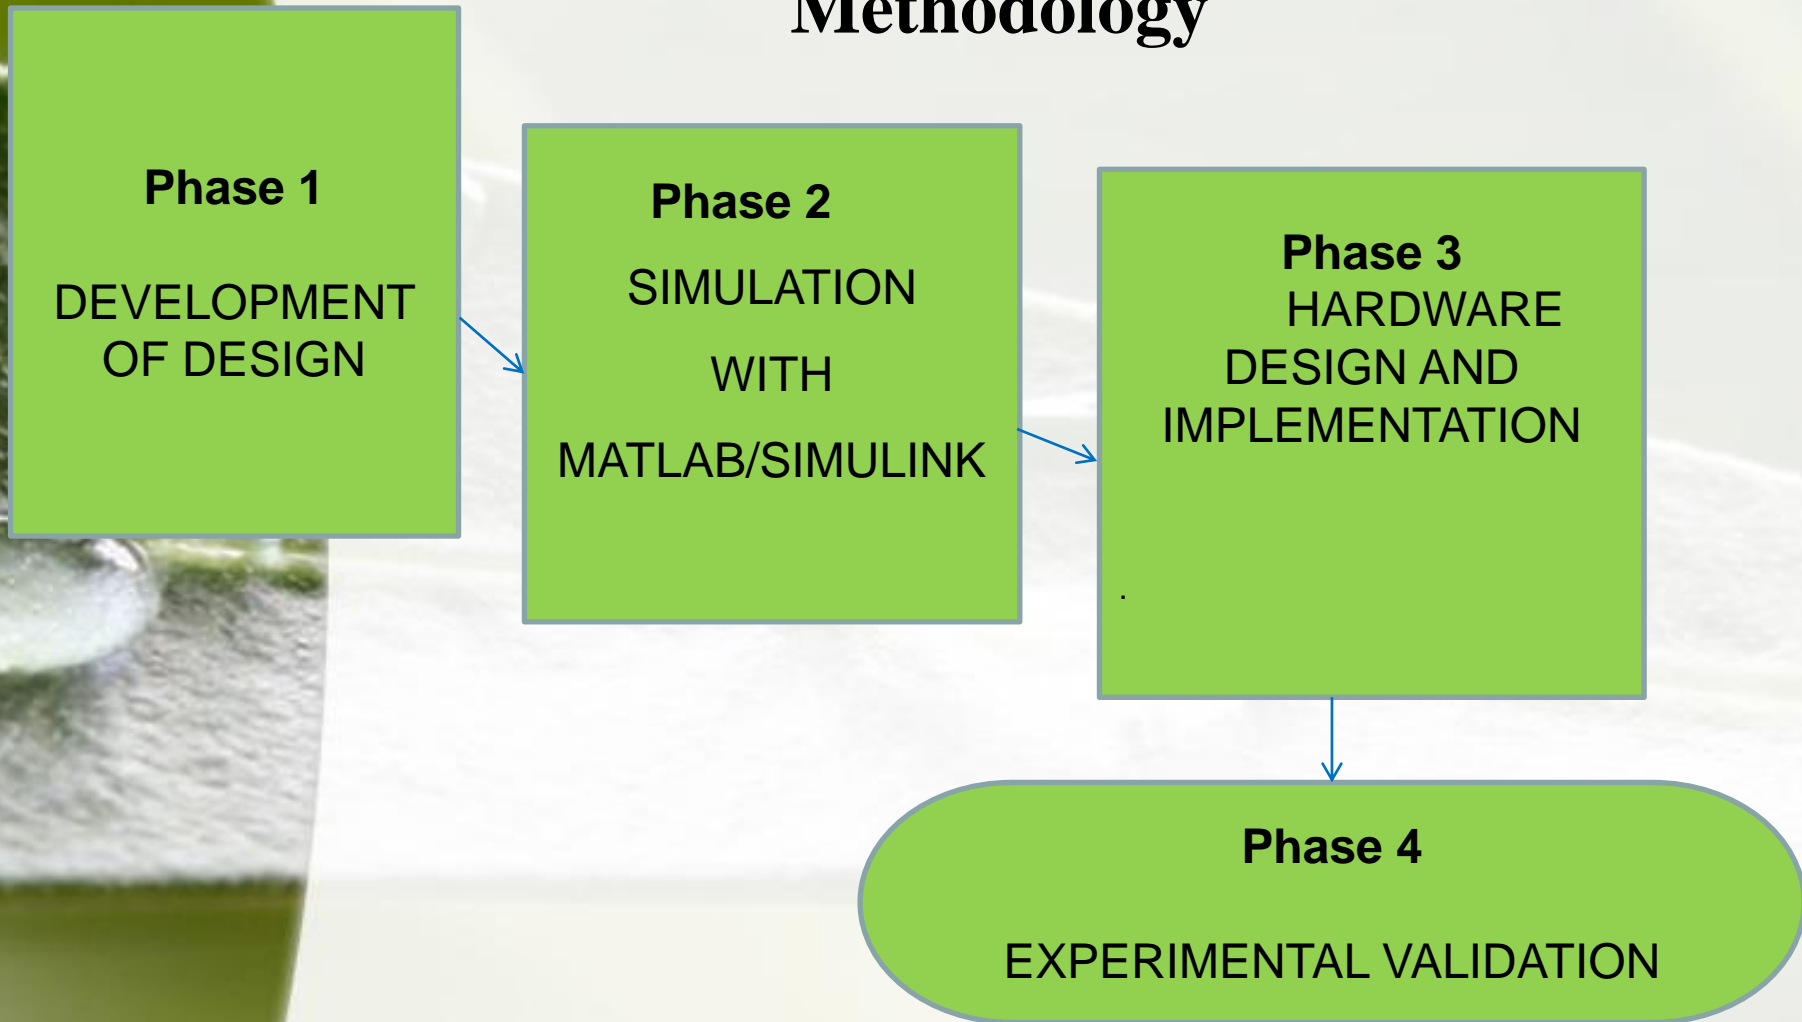 Methodology
Phase 1
DEVELOPMENT
OF DESIGN
Phase 2
SIMULATION
WITH
MATLAB/SIMULINK
Phase 3
HARDWARE
DESIGN AND
IMPLEMENTATION
.
Phase 4
EXPERIMENTAL VALIDATION